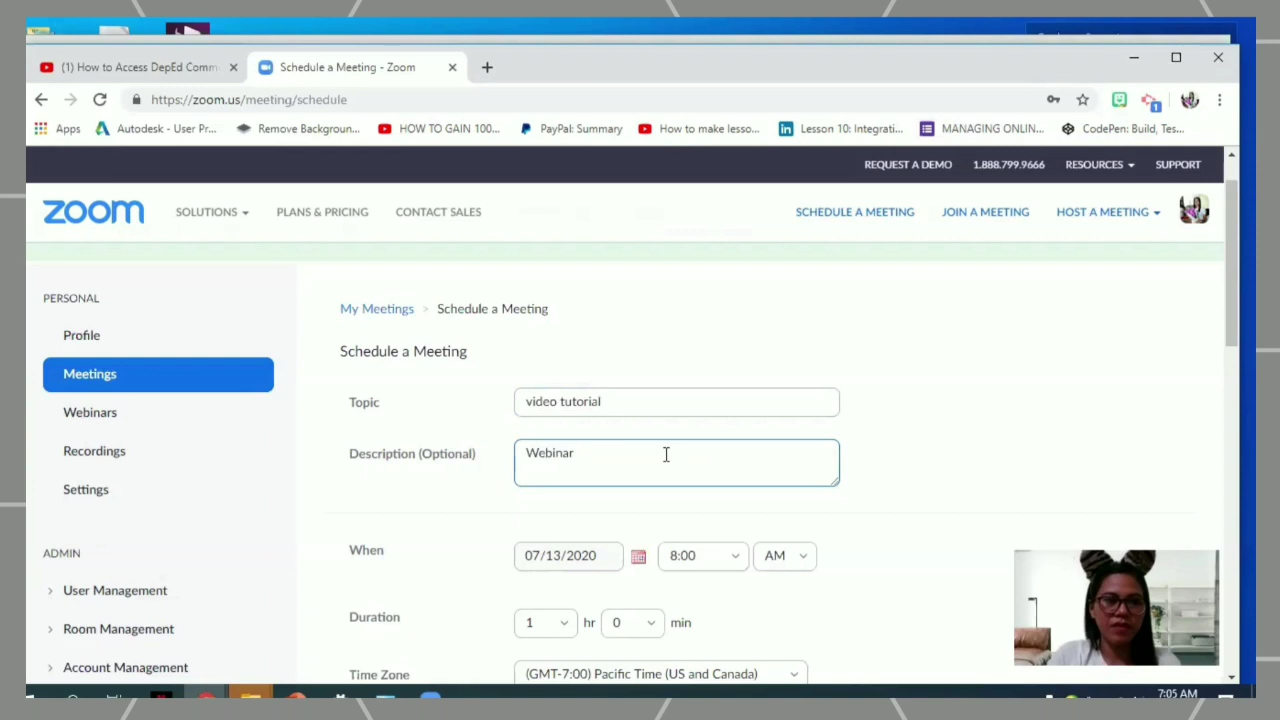 (1) How to Access DepEd Comm
Schedule a Meeting - Zoom
https://zoom.us/meeting/schedule
Apps Autodesk - User Pr... Remove Backgroun... HOW TO GAIN 100... PayPal: Summary How to make lesso... Lesson 10: Integrati... MANAGING ONLIN... CodePen: Build, Tes...
REQUEST A DEMO 1.888.799.9666 RESOURCES SUPPORT
zoom SOLUTIONS PLANS & PRICING CONTACT SALES SCHEDULE A MEETING JOIN A MEETING HOST A MEETING
PERSONAL
Profile
Meetings
Webinars
Recordings
Settings
ADMIN
User Management
Room Management
Account Management
My Meetings > Schedule a Meeting
Schedule a Meeting
Topic video tutorial
Description (Optional) Webinar
When 07/13/2020 8:00 AM
Duration 1 hr 0 min
Time Zone (GMT-7:00) Pacific Time (US and Canada)
7:05 AM